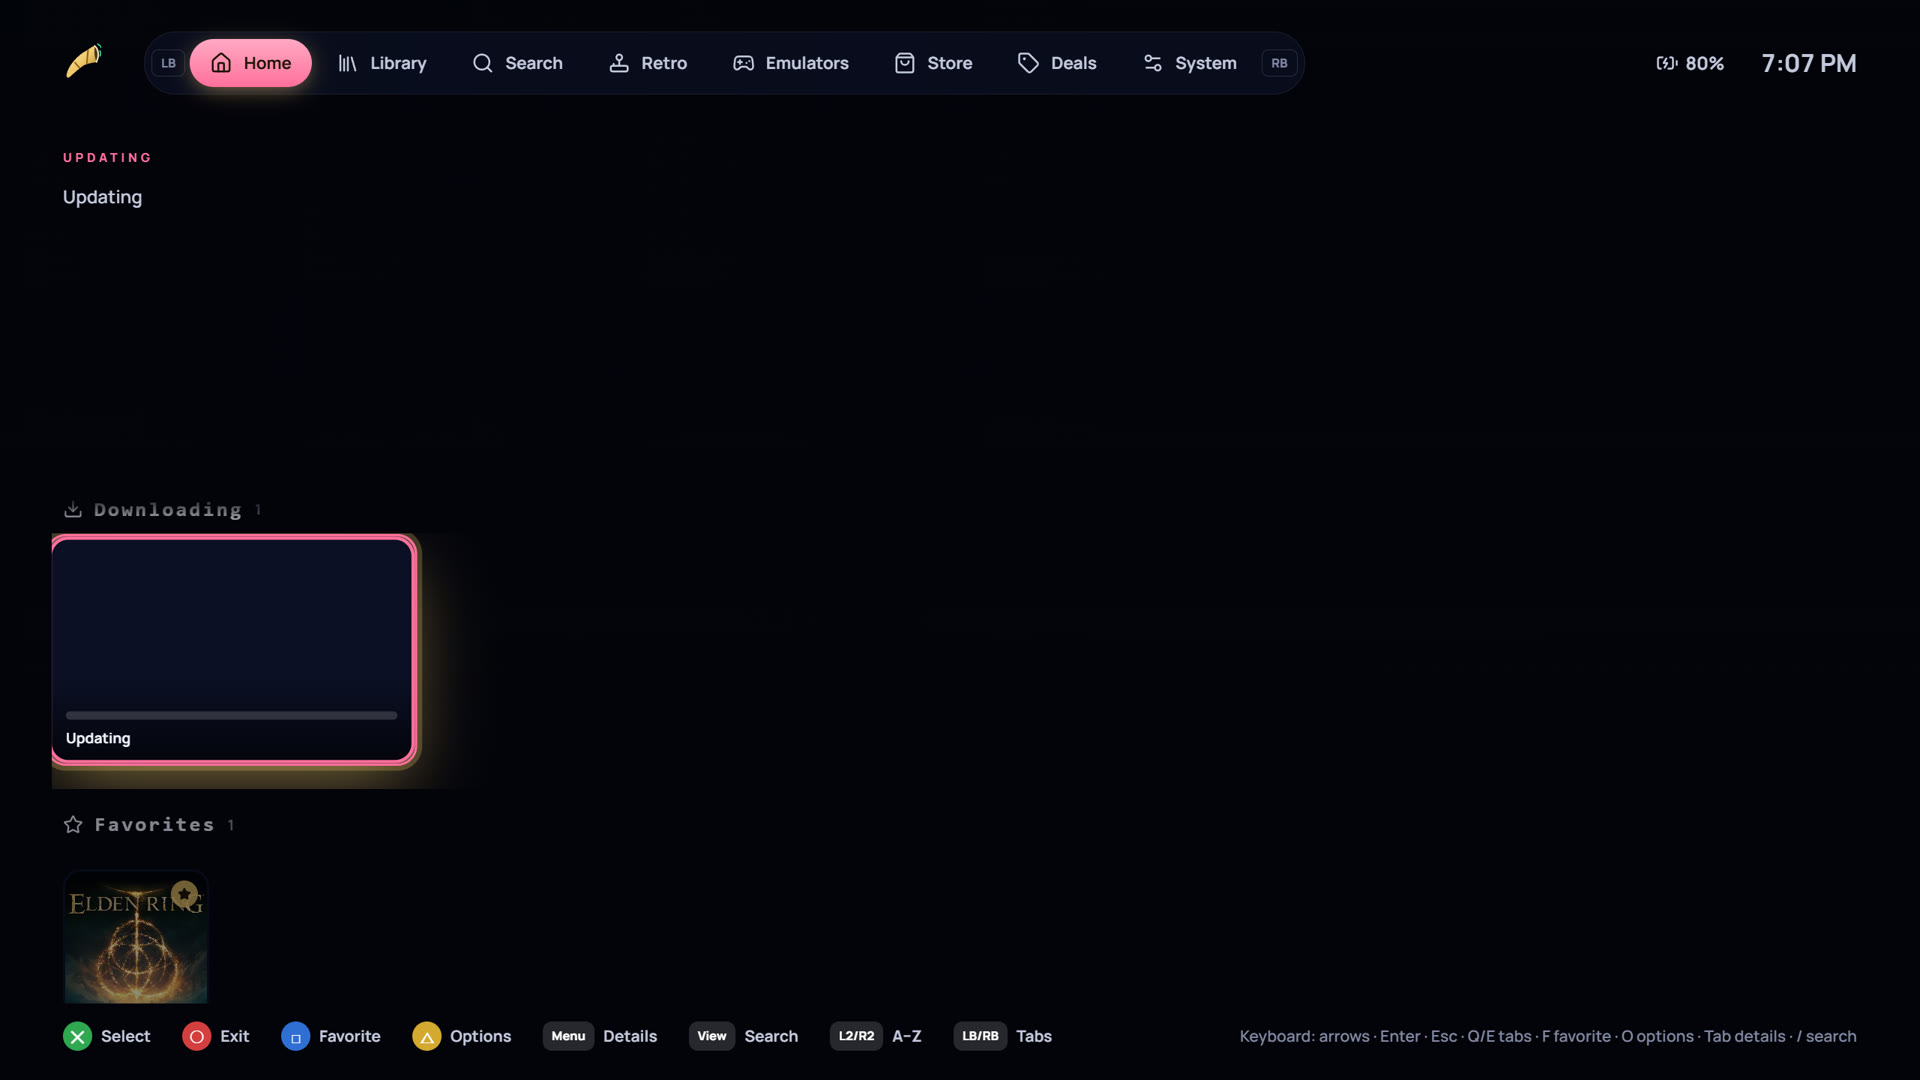 LB Home Library Search Retro Emulators Store Deals System RB 80% 7:07 PM
UPDATING
Updating
Downloading 1
Updating
Favorites 1
ELDEN RING
Select Exit Favorite Options Menu Details View Search L2/R2 A-Z LB/RB Tabs Keyboard: arrows · Enter · Esc · Q/E tabs · F favorite · O options · Tab details · / search